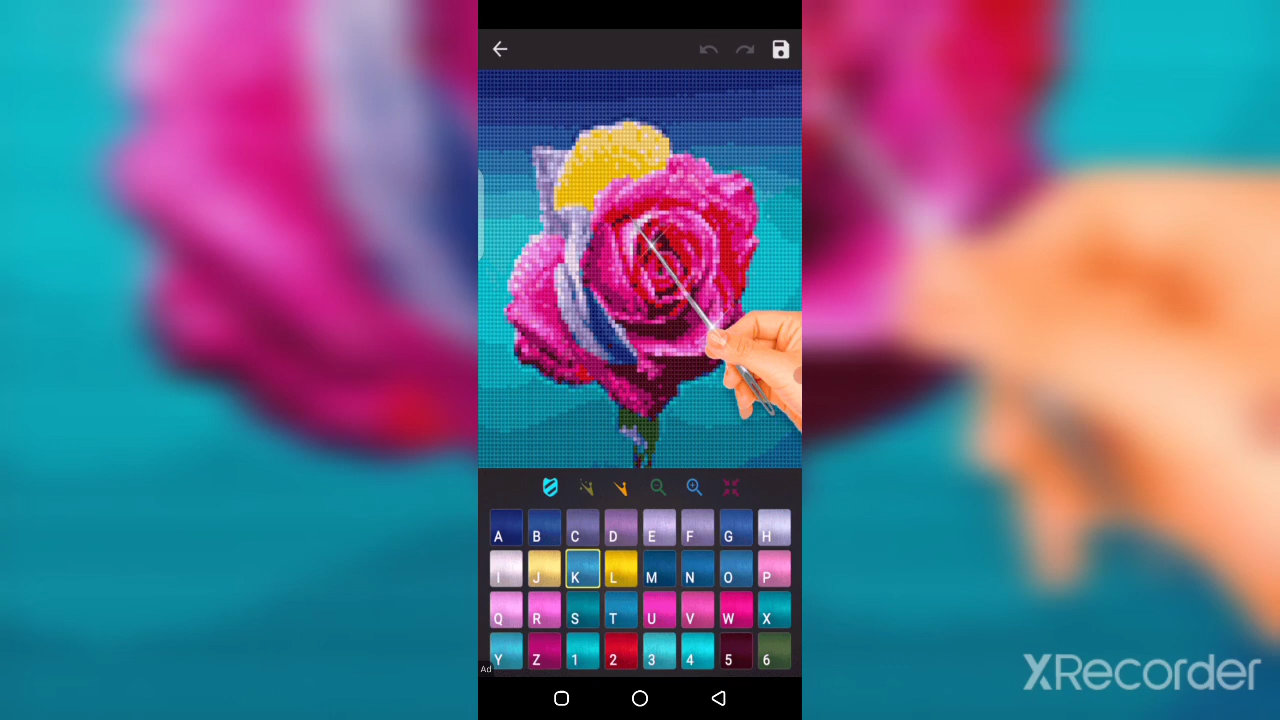 A B C D E F G H
I J K L M N O P
Q R S T U V W X
Y Z 1 2 3 4 5 6
Ad
XRecorder